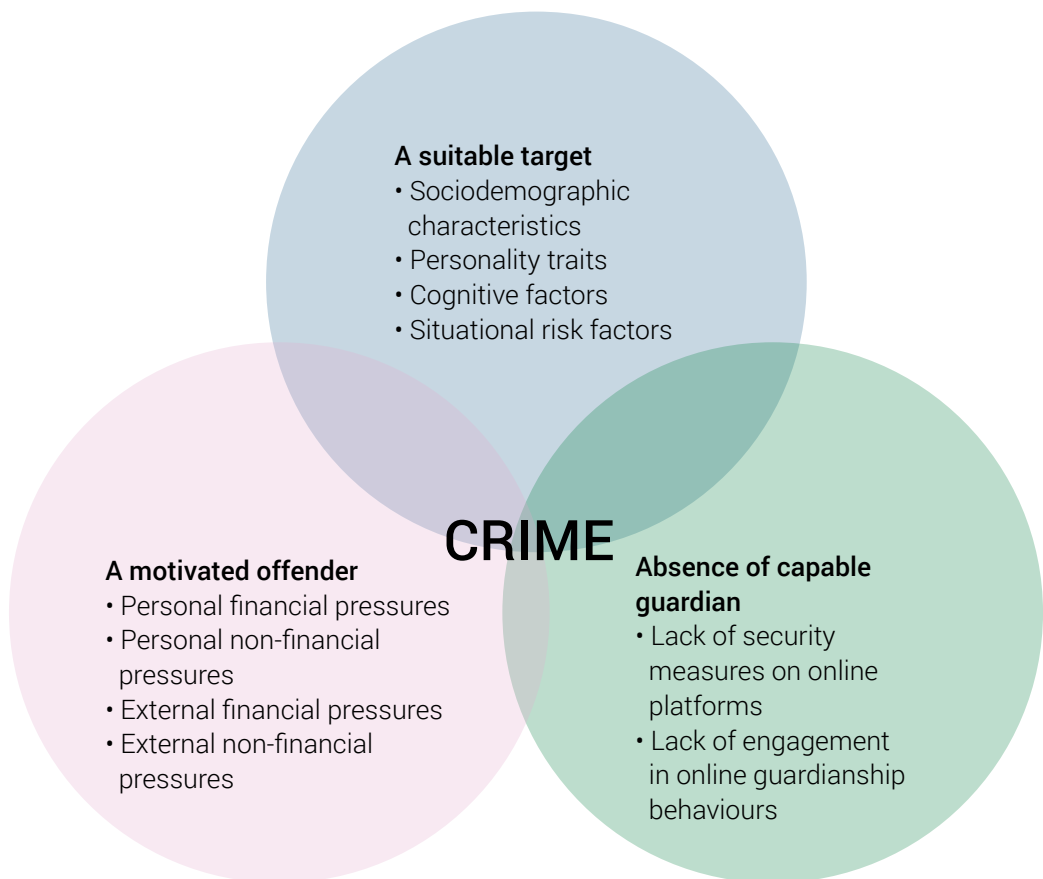 A suitable target
• Sociodemographic
characteristics
• Personality traits
• Cognitive factors
• Situational risk factors
CRIME
A motivated offender
• Personal financial pressures
• Personal non-financial
pressures
• External financial pressures
• External non-financial
pressures
Absence of capable
guardian
• Lack of security
measures on online
platforms
• Lack of engagement
in online guardianship
behaviours